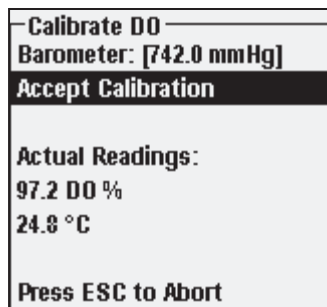 Calibrate DO
Barometer: [742.0 mmHg]
Accept Calibration
Actual Readings:
97.2 DO %
24.8 °C
Press ESC to Abort